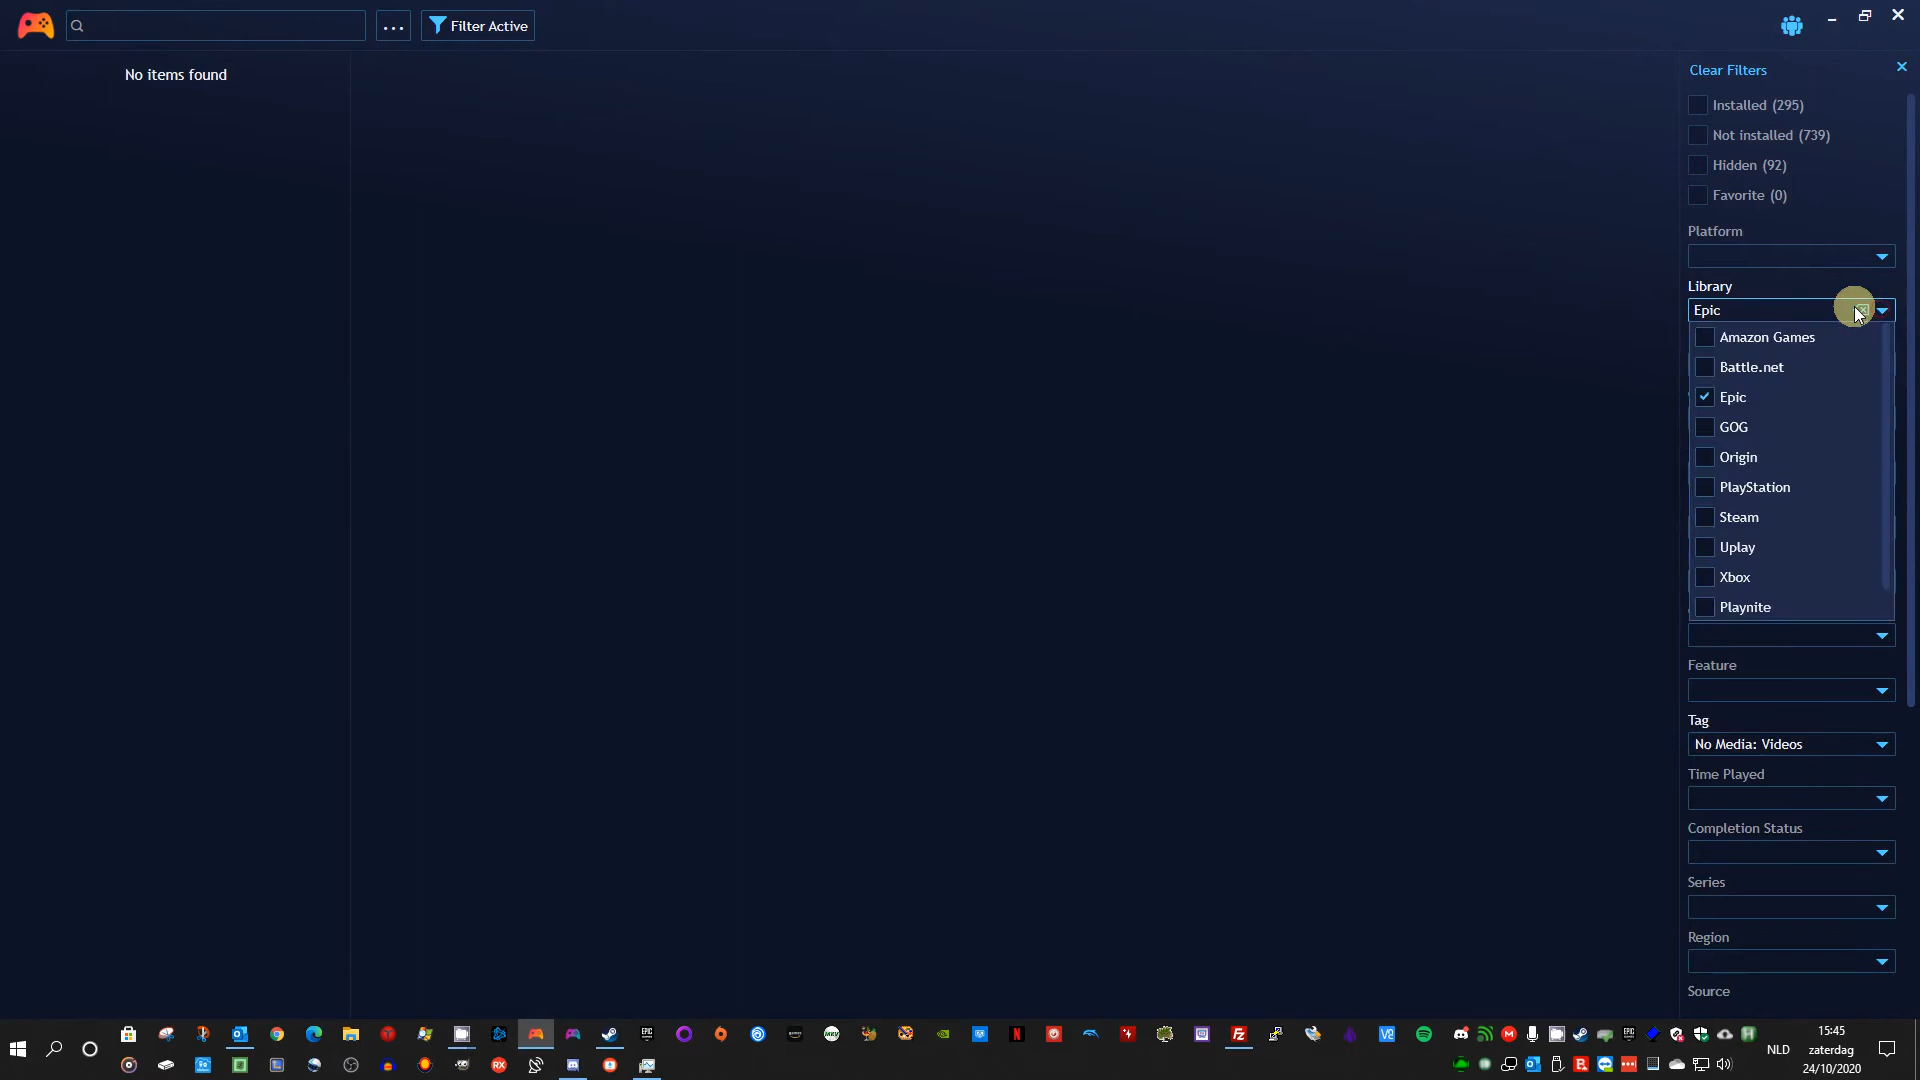 Filter Active
No items found
Clear Filters
Installed (295)
Not installed (739)
Hidden (92)
Favorite (0)
Platform
Library
Epic
Amazon Games
Battle.net
Epic
GOG
Origin
PlayStation
Steam
Uplay
Xbox
Playnite
Feature
Tag
No Media: Videos
Time Played
Completion Status
Series
Region
Source
NLD
15:45
zaterdag
24/10/2020